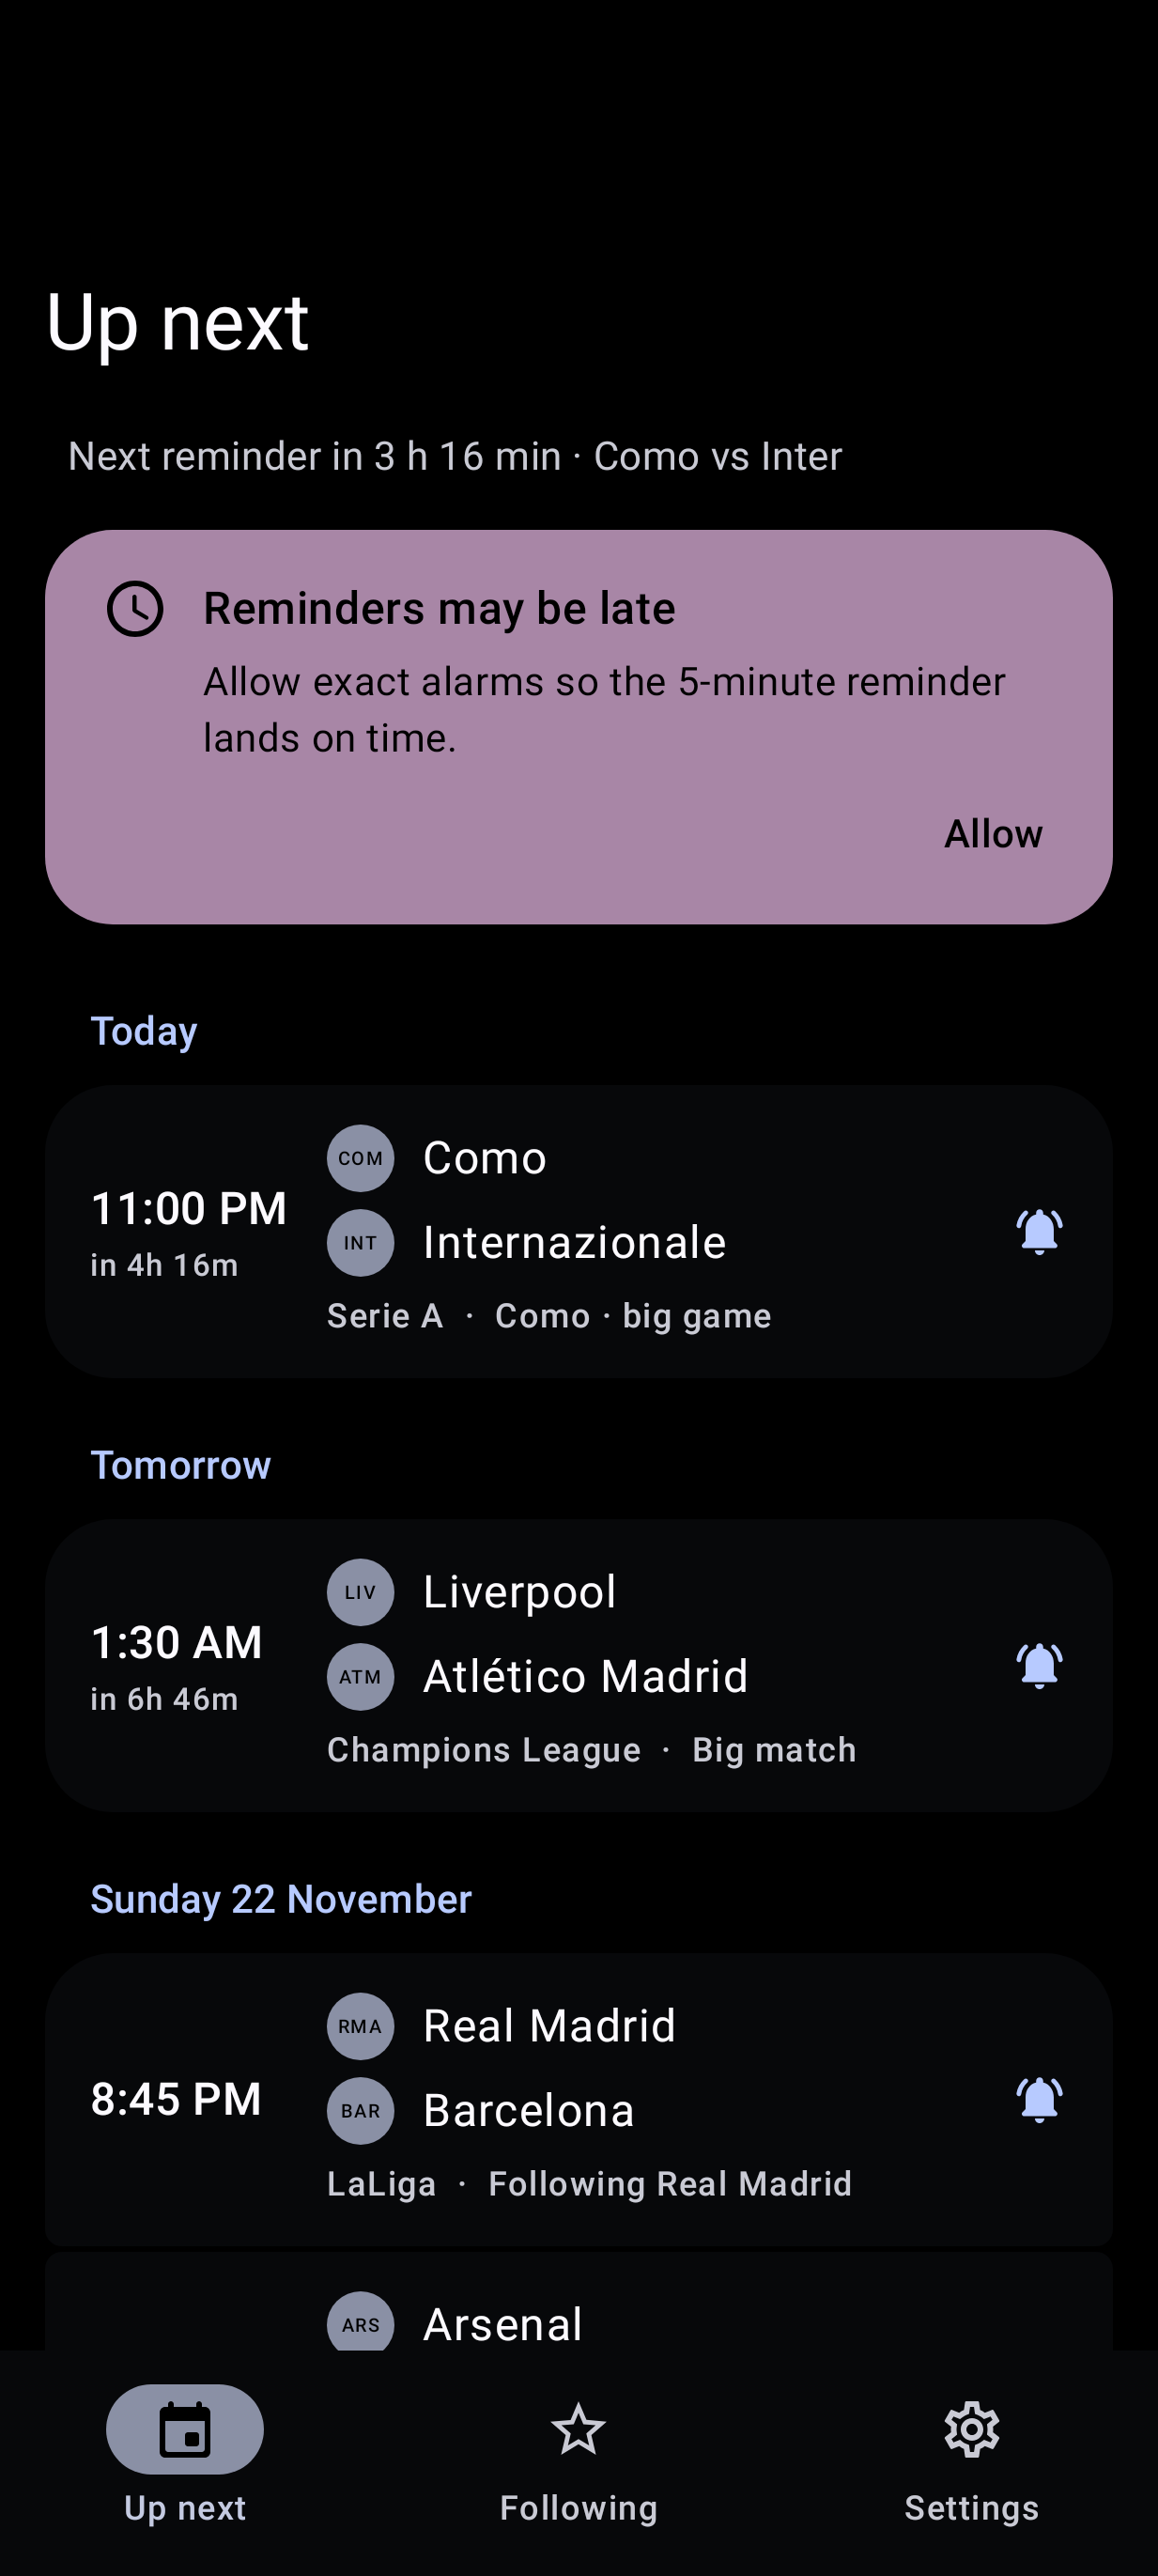 Up next
Next reminder in 3 h 16 min · Como vs Inter
Reminders may be late
Allow exact alarms so the 5-minute reminder
lands on time.
Allow
Today
COM Como
11:00 PM
INT Internazionale
in 4h 16m
Serie A · Como · big game
Tomorrow
LIV Liverpool
1:30 AM
ATM Atlético Madrid
in 6h 46m
Champions League · Big match
Sunday 22 November
RMA Real Madrid
8:45 PM
BAR Barcelona
LaLiga · Following Real Madrid
ARS Arsenal
Up next
Following
Settings